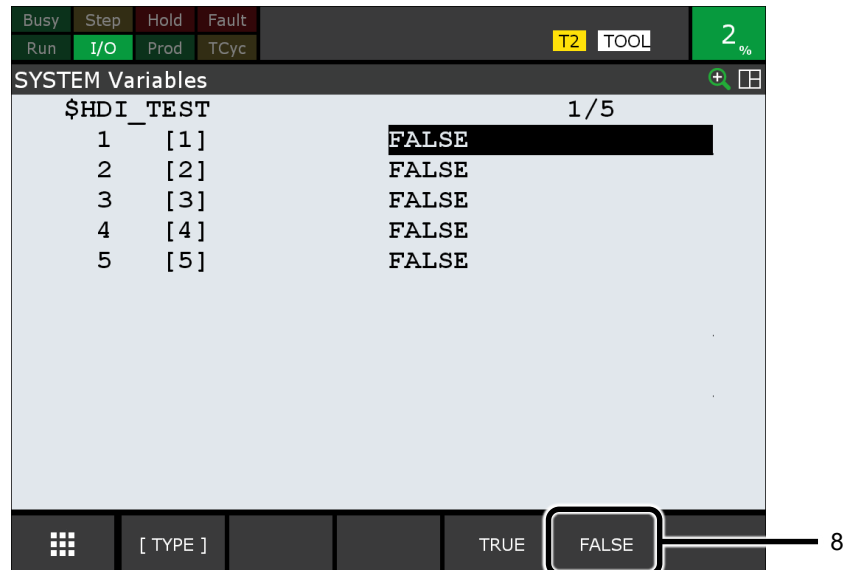 Busy Step Hold Fault
Run I/O Prod TCyc T2 TOOL 2 %
SYSTEM Variables
$HDI_TEST 1/5
1 [1] FALSE
2 [2] FALSE
3 [3] FALSE
4 [4] FALSE
5 [5] FALSE
[ TYPE ] TRUE FALSE 8